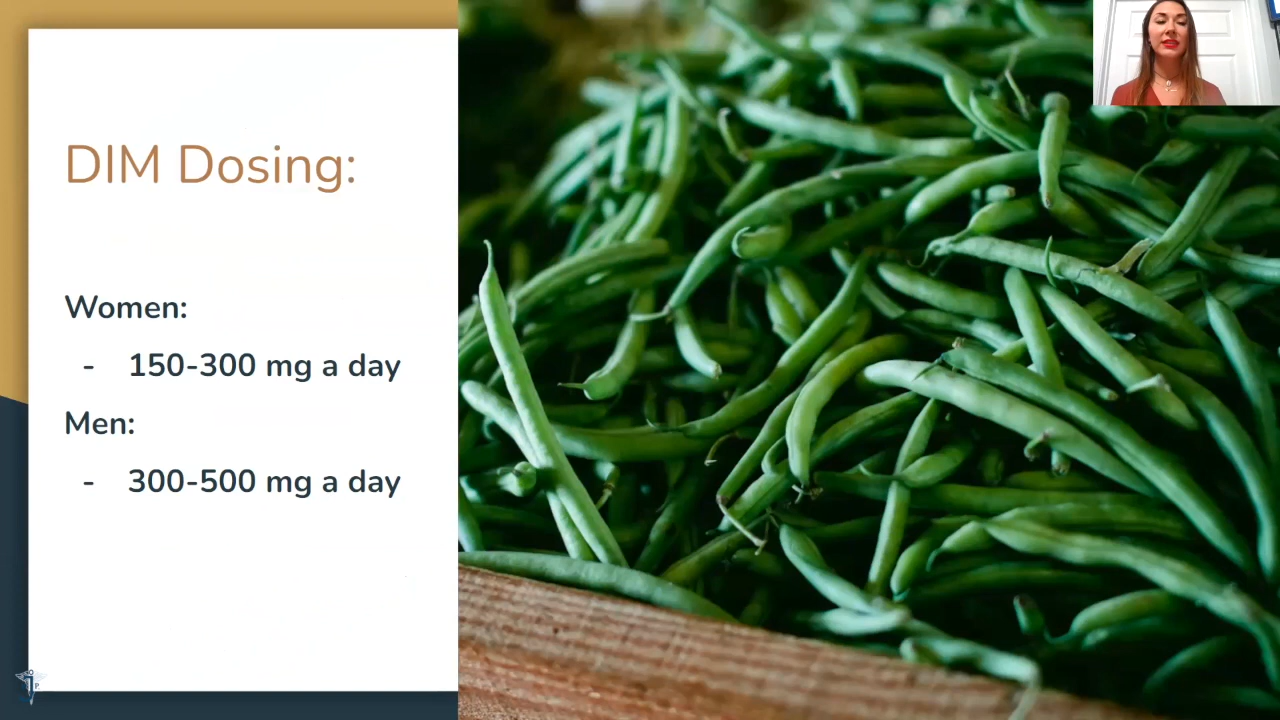 DIM Dosing:
Women:
- 150-300 mg a day
Men:
- 300-500 mg a day